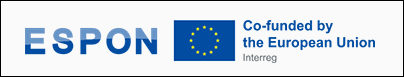 ESPON
Co-funded by
the European Union
Interreg